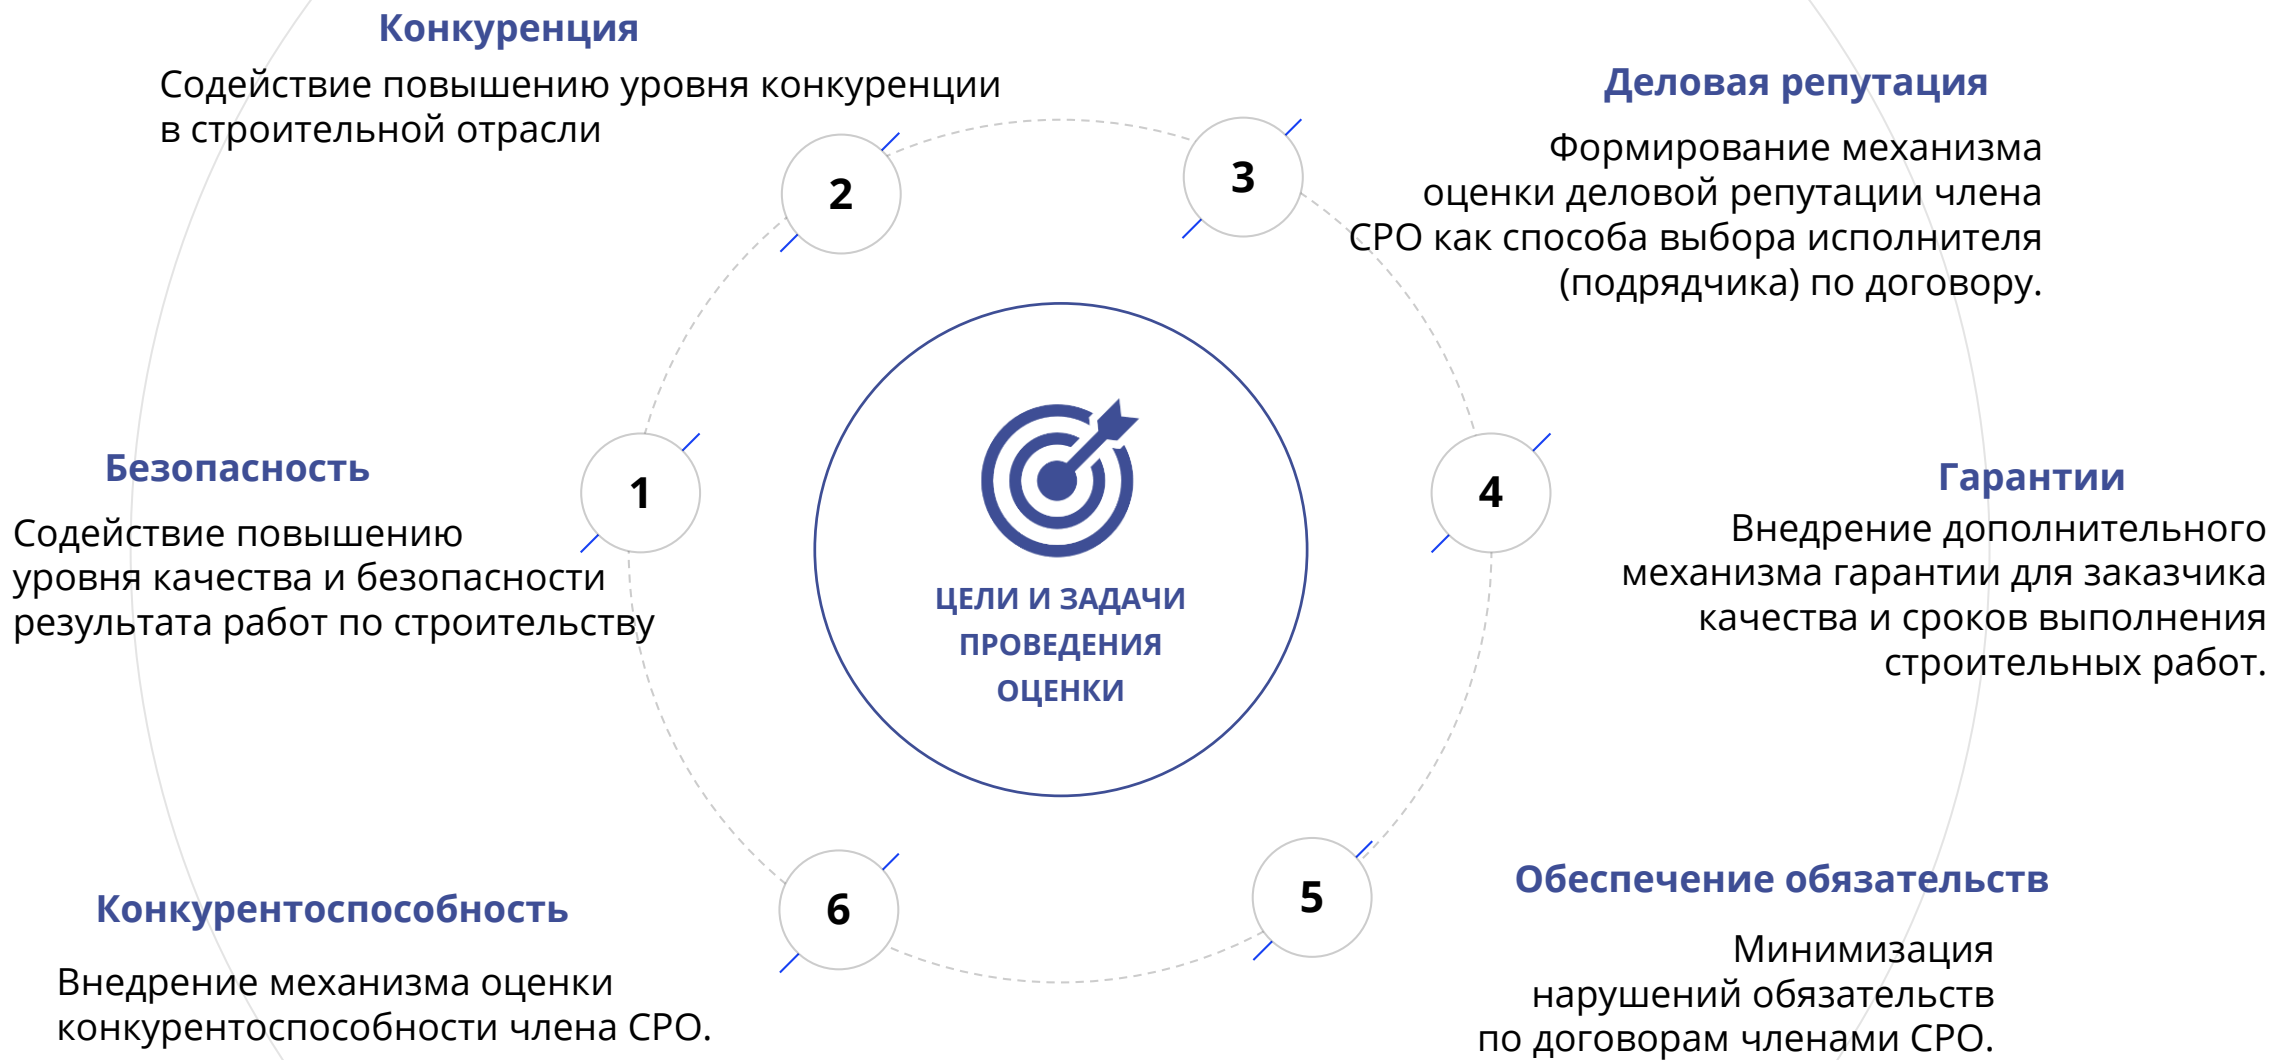 Конкуренция
Содействие повышению уровня конкуренции
в строительной отрасли
2
3
Деловая репутация
Формирование механизма
оценки деловой репутации члена
СРО как способа выбора исполнителя
(подрядчика) по договору.
Безопасность
Содействие повышению
уровня качества и безопасности
результата работ по строительству
1
ЦЕЛИ И ЗАДАЧИ
ПРОВЕДЕНИЯ
ОЦЕНКИ
4
Гарантии
Внедрение дополнительного
механизма гарантии для заказчика
качества и сроков выполнения
строительных работ.
Конкурентоспособность
Внедрение механизма оценки
конкурентоспособности члена СРО.
6
5
Обеспечение обязательств
Минимизация
нарушений обязательств
по договорам членами СРО.